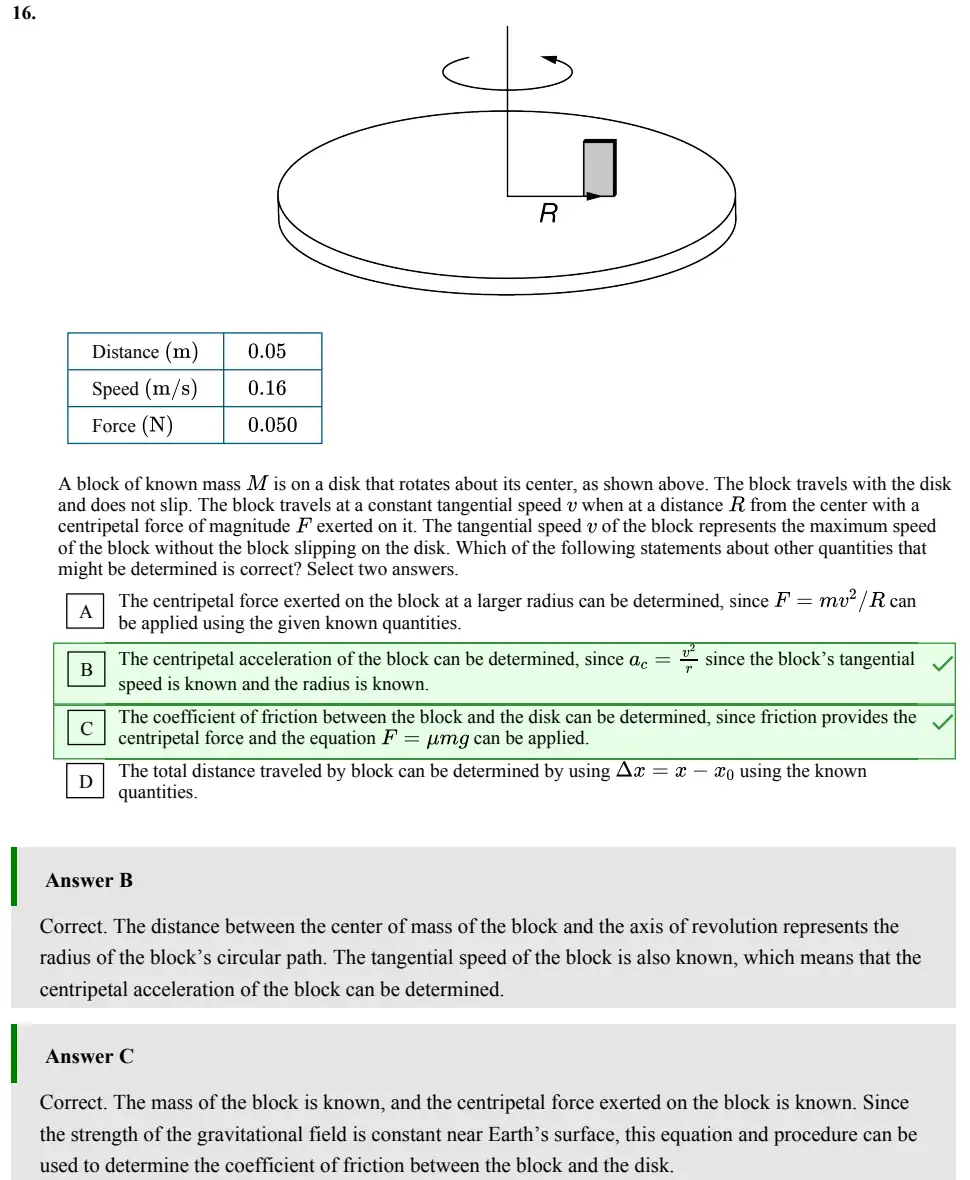 16.
R
Distance (m) 0.05
Speed (m/s) 0.16
Force (N) 0.050
A block of known mass M is on a disk that rotates about its center, as shown above. The block travels with the disk
and does not slip. The block travels at a constant tangential speed v when at a distance R from the center with a
centripetal force of magnitude F exerted on it. The tangential speed v of the block represents the maximum speed
of the block without the block slipping on the disk. Which of the following statements about other quantities that
might be determined is correct? Select two answers.
A The centripetal force exerted on the block at a larger radius can be determined, since F = mv²/R can
be applied using the given known quantities.
B The centripetal acceleration of the block can be determined, since a_c = v²/r since the block's tangential
speed is known and the radius is known.
C The coefficient of friction between the block and the disk can be determined, since friction provides the
centripetal force and the equation F = μmg can be applied.
D The total distance traveled by block can be determined by using Δx = x − x₀ using the known
quantities.
Answer B
Correct. The distance between the center of mass of the block and the axis of revolution represents the
radius of the block's circular path. The tangential speed of the block is also known, which means that the
centripetal acceleration of the block can be determined.
Answer C
Correct. The mass of the block is known, and the centripetal force exerted on the block is known. Since
the strength of the gravitational field is constant near Earth's surface, this equation and procedure can be
used to determine the coefficient of friction between the block and the disk.